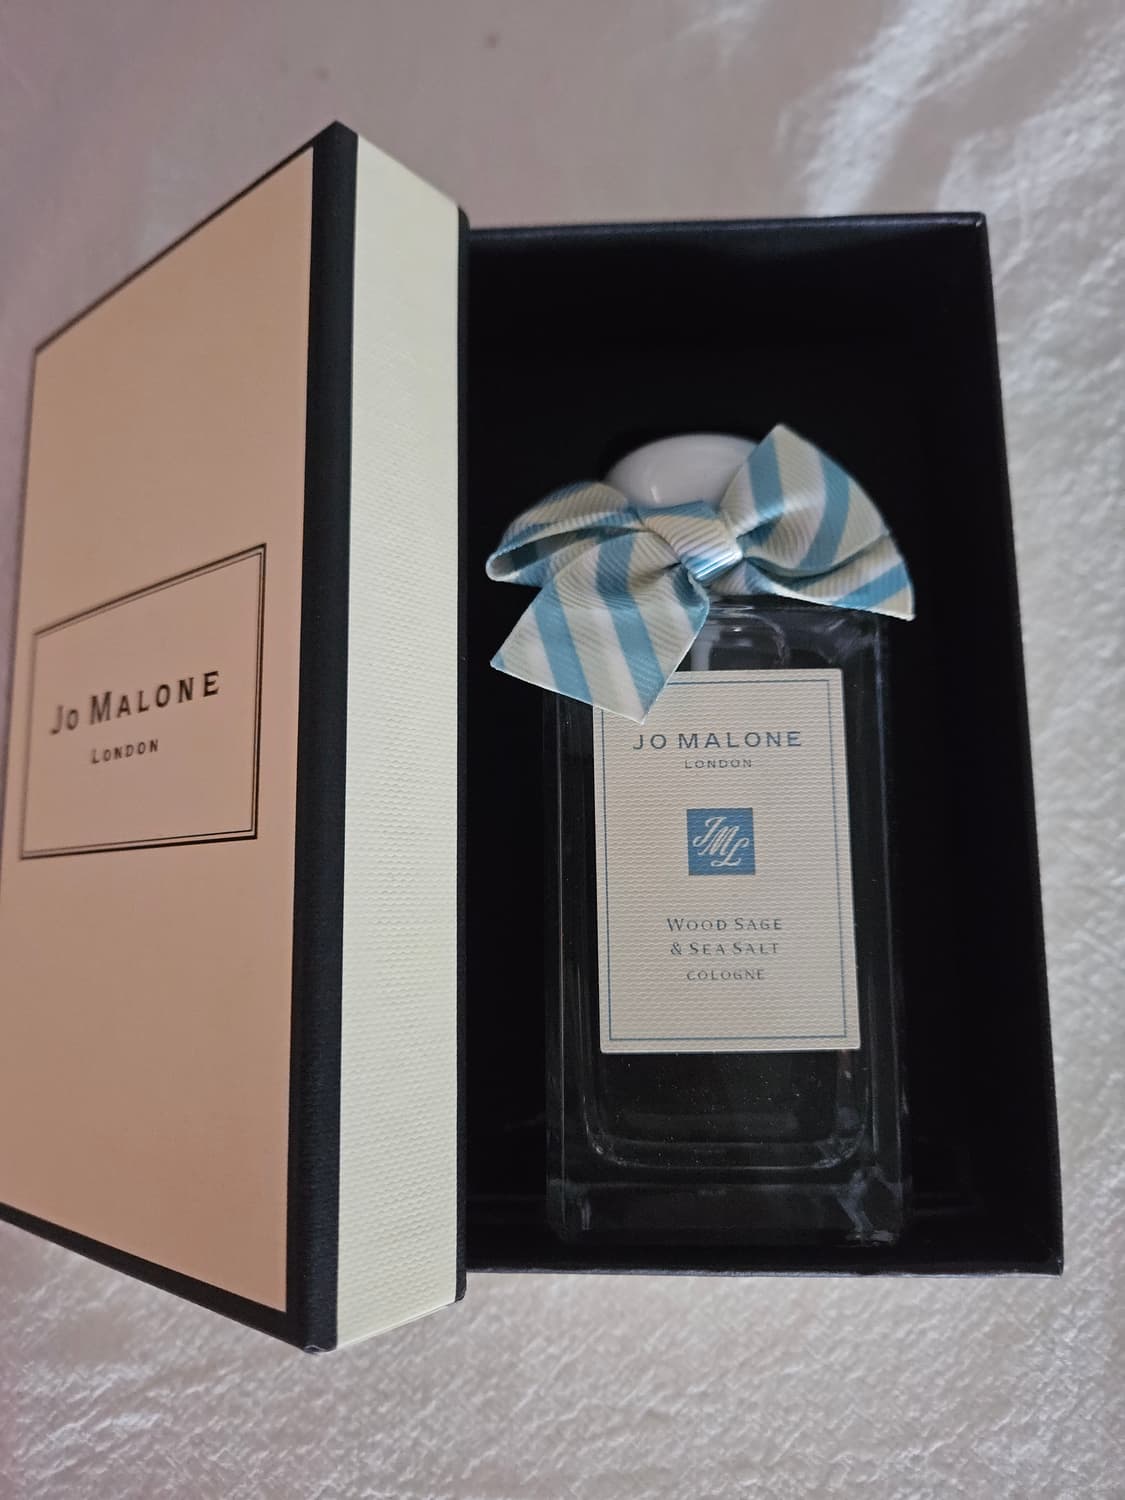 Jo Malone
London
JO MALONE
LONDON
JML
WOOD SAGE
& SEA SALT
COLOGNE